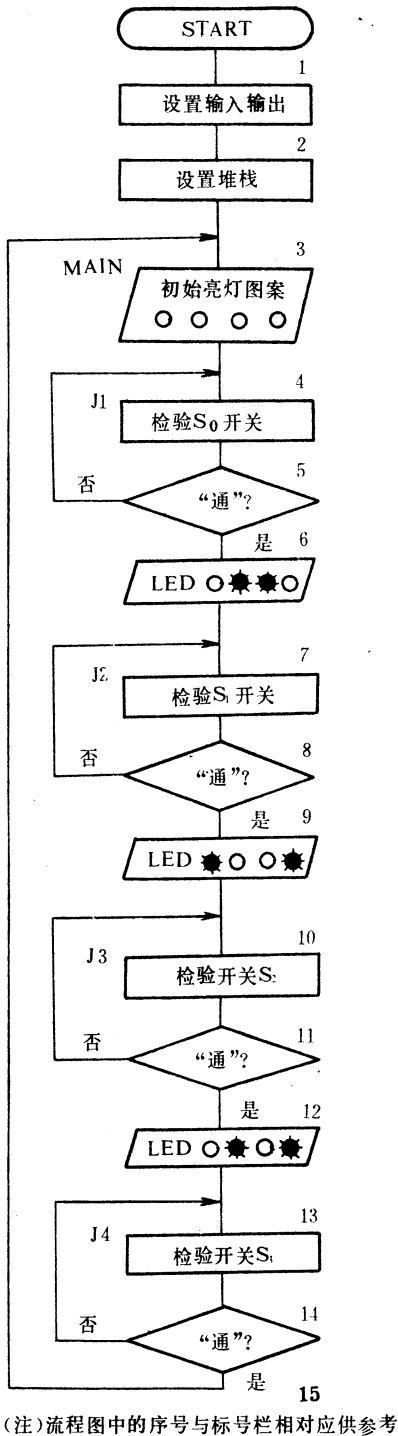 START
1
设置输入输出
2
设置堆栈
MAIN
3
初始亮灯图案
J1
4
检验S0开关
5
否
“通”?
是
6
LED
J2
7
检验S1开关
8
否
“通”?
是
9
LED
J3
10
检验开关S2
11
否
“通”?
是
12
LED
J4
13
检验开关S
14
否
“通”?
是
15
(注)流程图中的序号与标号栏相对应供参考